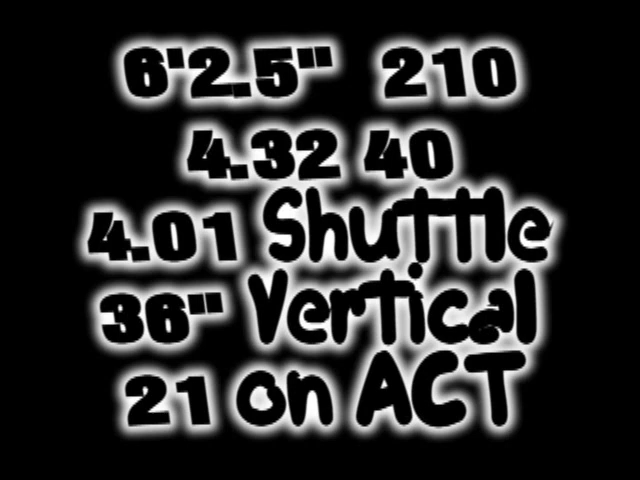 6'2.5" 210
4.32 40
4.01 Shuttle
36" Vertical
21 on ACT